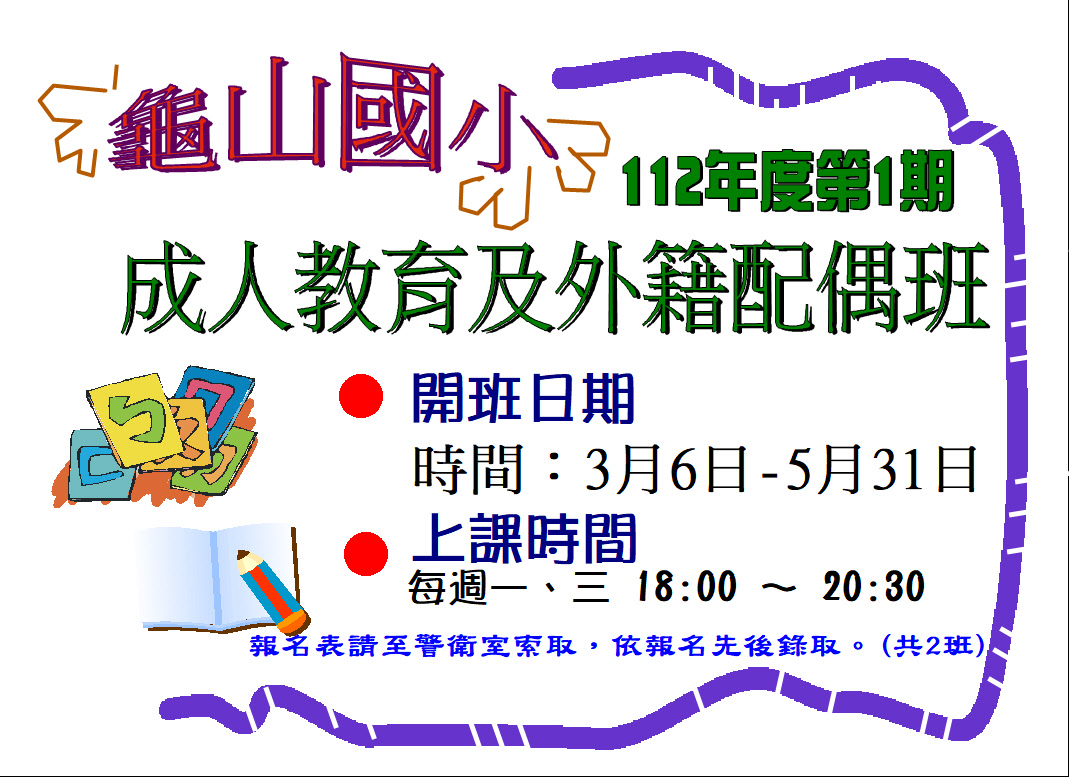 龜山國小
112年度第1期
成人教育及外籍配偶班
開班日期
時間：3月6日-5月31日
上課時間
每週一、三 18:00 ～ 20:30
報名表請至警衛室索取，依報名先後錄取。(共2班)